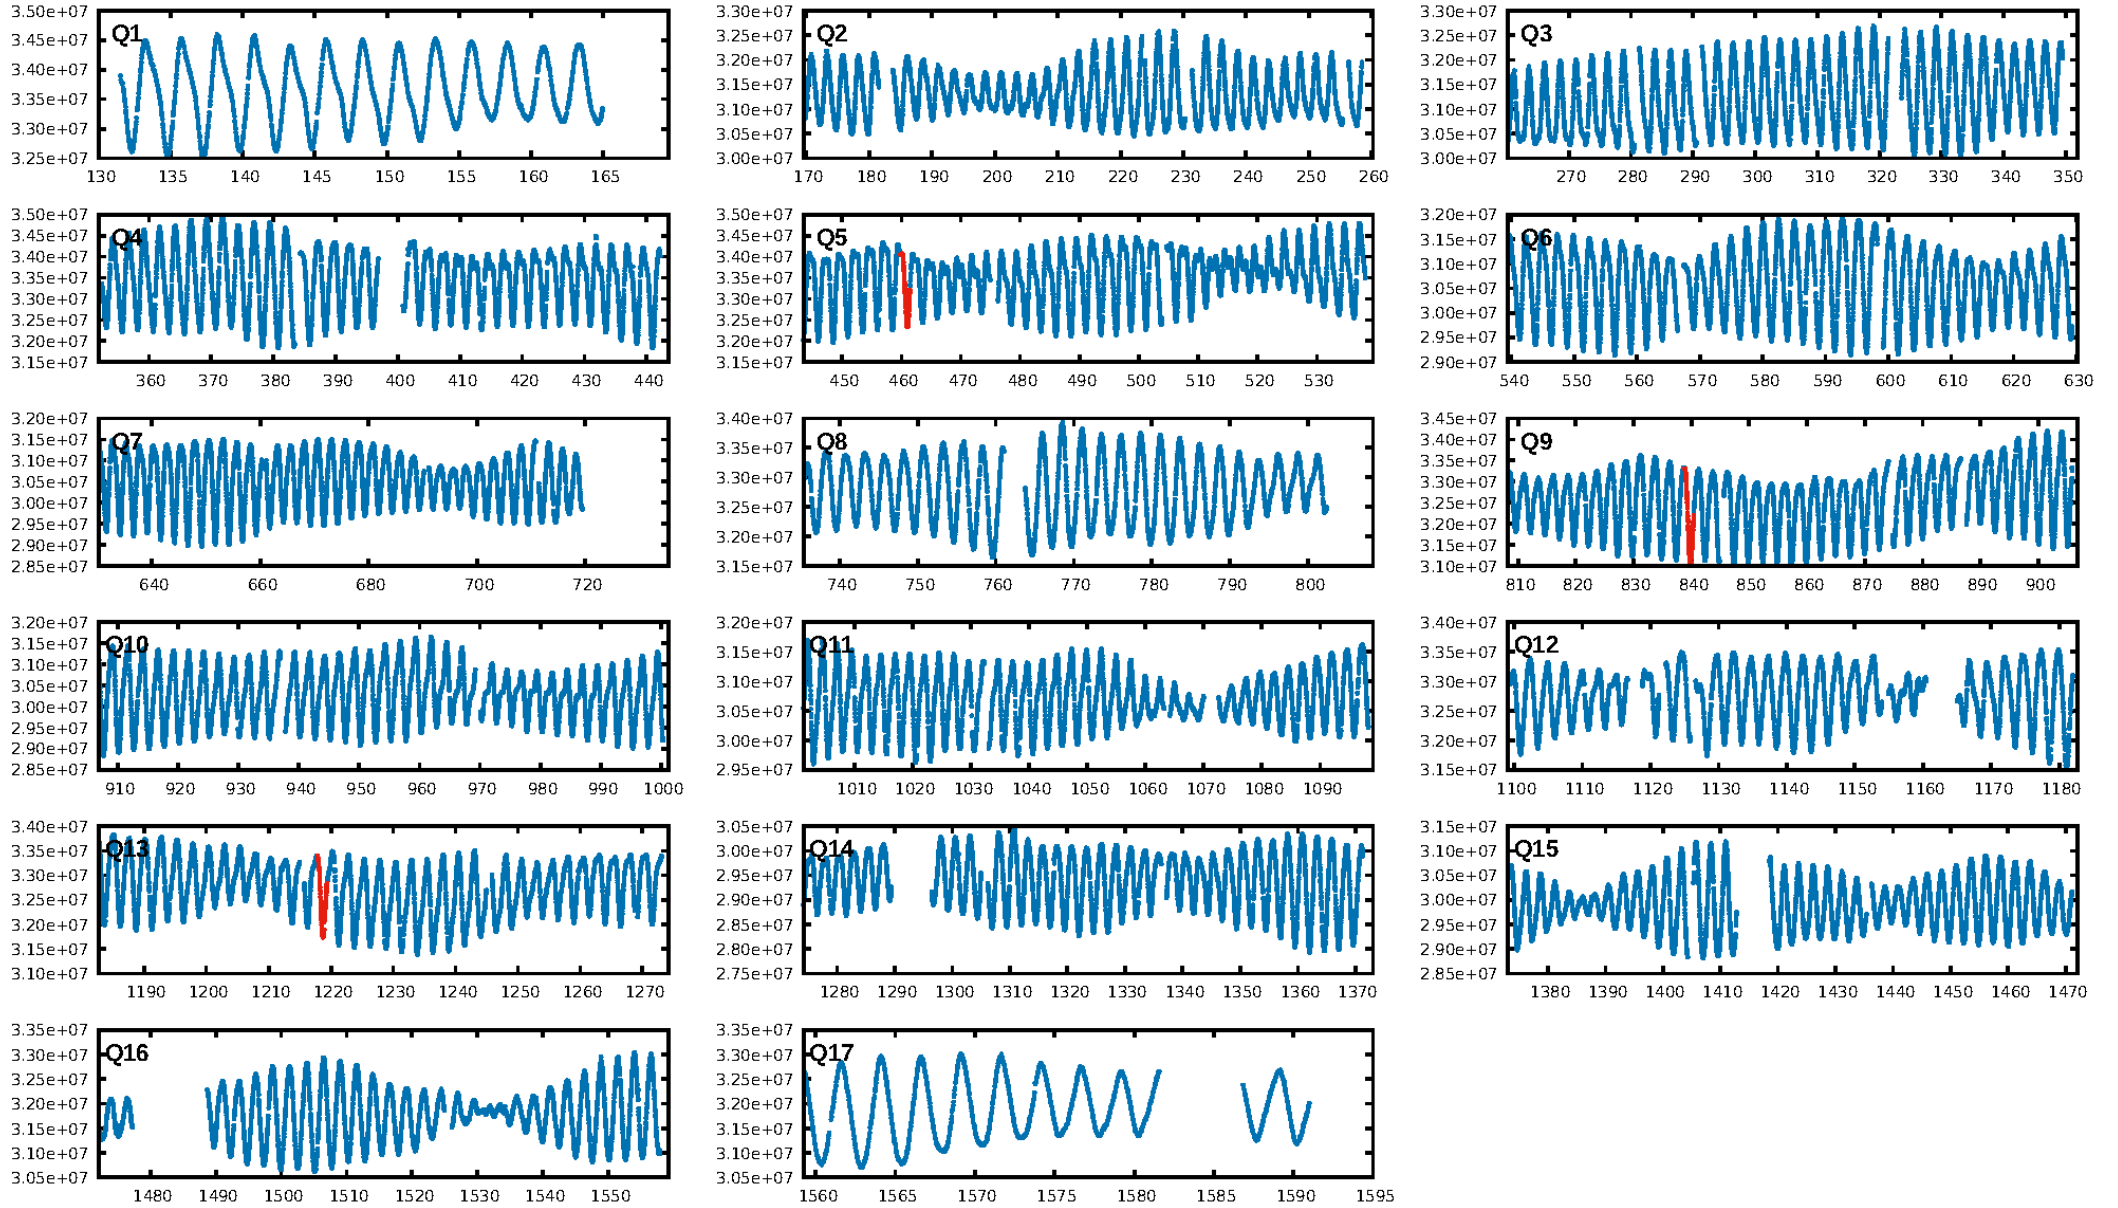 3.50e+07 3.45e+07 3.40e+07 3.35e+07 3.30e+07 3.25e+07
Q1
130 135 140 145 150 155 160 165
3.30e+07 3.25e+07 3.20e+07 3.15e+07 3.10e+07 3.05e+07 3.00e+07
Q2
170 180 190 200 210 220 230 240 250 260
3.30e+07 3.25e+07 3.20e+07 3.15e+07 3.10e+07 3.05e+07 3.00e+07
Q3
270 280 290 300 310 320 330 340 350
3.50e+07 3.45e+07 3.40e+07 3.35e+07 3.30e+07 3.25e+07 3.20e+07 3.15e+07
Q4
360 370 380 390 400 410 420 430 440
3.50e+07 3.45e+07 3.40e+07 3.35e+07 3.30e+07 3.25e+07 3.20e+07 3.15e+07
Q5
450 460 470 480 490 500 510 520 530
3.20e+07 3.15e+07 3.10e+07 3.05e+07 3.00e+07 2.95e+07 2.90e+07
Q6
540 550 560 570 580 590 600 610 620 630
3.20e+07 3.15e+07 3.10e+07 3.05e+07 3.00e+07 2.95e+07 2.90e+07 2.85e+07
Q7
640 660 680 700 720
3.40e+07 3.35e+07 3.30e+07 3.25e+07 3.20e+07 3.15e+07
Q8
740 750 760 770 780 790 800
3.45e+07 3.40e+07 3.35e+07 3.30e+07 3.25e+07 3.20e+07 3.15e+07 3.10e+07
Q9
810 820 830 840 850 860 870 880 890 900
3.20e+07 3.15e+07 3.10e+07 3.05e+07 3.00e+07 2.95e+07 2.90e+07 2.85e+07
Q10
910 920 930 940 950 960 970 980 990 1000
3.20e+07 3.15e+07 3.10e+07 3.05e+07 3.00e+07 2.95e+07
Q11
1010 1020 1030 1040 1050 1060 1070 1080 1090
3.40e+07 3.35e+07 3.30e+07 3.25e+07 3.20e+07 3.15e+07
Q12
1100 1110 1120 1130 1140 1150 1160 1170 1180
3.40e+07 3.35e+07 3.30e+07 3.25e+07 3.20e+07 3.15e+07 3.10e+07
Q13
1190 1200 1210 1220 1230 1240 1250 1260 1270
3.05e+07 3.00e+07 2.95e+07 2.90e+07 2.85e+07 2.80e+07 2.75e+07
Q14
1280 1290 1300 1310 1320 1330 1340 1350 1360 1370
3.15e+07 3.10e+07 3.05e+07 3.00e+07 2.95e+07 2.90e+07 2.85e+07
Q15
1380 1390 1400 1410 1420 1430 1440 1450 1460 1470
3.35e+07 3.30e+07 3.25e+07 3.20e+07 3.15e+07 3.10e+07 3.05e+07
Q16
1480 1490 1500 1510 1520 1530 1540 1550
3.35e+07 3.30e+07 3.25e+07 3.20e+07 3.15e+07 3.10e+07 3.05e+07
Q17
1560 1565 1570 1575 1580 1585 1590 1595